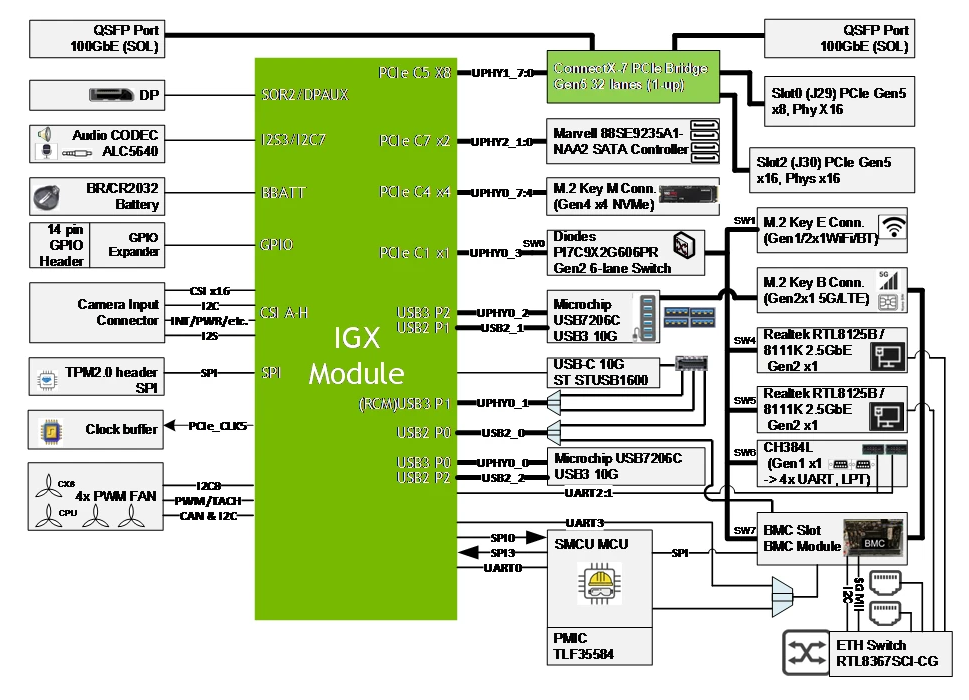 QSFP Port
100GbE (SOL)
QSFP Port
100GbE (SOL)
DP
SOR2/DPAUX
Audio CODEC
ALC5640
I2S3/I2C7
BR/CR2032
Battery
BBATT
14 pin
GPIO
Header
GPIO
Expander
GPIO
Camera Input
Connector
CSI x16
I2C
INT/PWR/etc.
I2S
CSI A-H
TPM2.0 header
SPI
SPI
SPI
Clock buffer
PCIe_CLK5
CX6
4x PWM FAN
CPU
I2C8
PWM/TACH
CAN & I2C
IGX
Module
PCIe C5 X8
UPHY1_7:0
PCIe C7 x2
UPHY2_1:0
PCIe C4 x4
UPHY0_7:4
PCIe C1 x1
UPHY0_3
SW0
USB3 P2
UPHY0_2
USB2 P1
USB2_1
(RCM)USB3 P1
UPHY0_1
USB2 P0
USB2_0
USB3 P0
UPHY0_0
USB2 P2
USB2_2
UART2:1
UART3
SPI0
SPI3
UART0
ConnectX-7 PCIe Bridge
Gen5 32 lanes (1-up)
Marvell 88SE9235A1-
NAA2 SATA Controller
M.2 Key M Conn.
(Gen4 x4 NVMe)
Diodes
PI7C9X2G606PR
Gen2 6-lane Switch
Microchip
USB7206C
USB3 10G
USB-C 10G
ST STUSB1600
Microchip USB7206C
USB3 10G
SMCU MCU
SPI
PMIC
TLF35584
Slot0 (J29) PCIe Gen5
x8, Phy X16
Slot2 (J30) PCIe Gen5
x16, Phys x16
SW1
M.2 Key E Conn.
(Gen1/2x1WiFi/BT)
M.2 Key B Conn.
(Gen2x1 5G/LTE)
5G
SW4
Realtek RTL8125B /
8111K 2.5GbE
Gen2 x1
SW5
Realtek RTL8125B /
8111K 2.5GbE
Gen2 x1
SW6
CH384L
(Gen1 x1
-> 4x UART, LPT)
SW7
BMC Slot
BMC Module
BMC
I2C
SG MII
ETH Switch
RTL8367SCI-CG